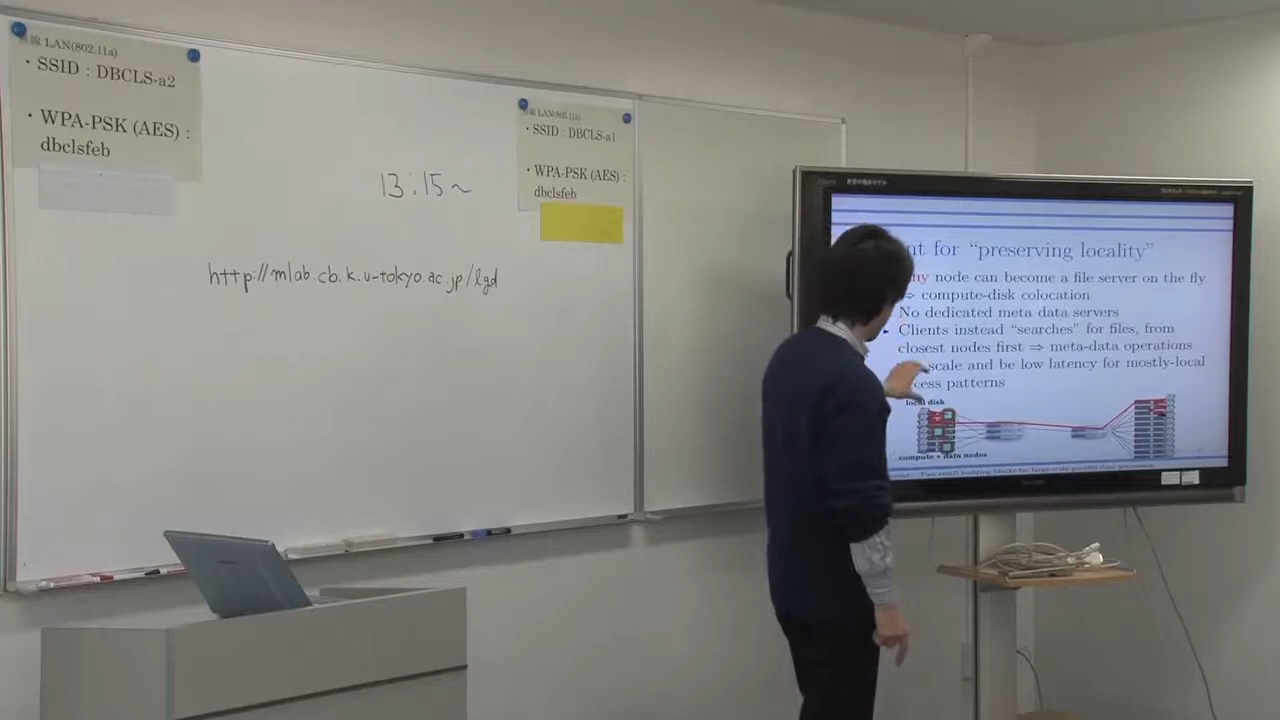 LAN(802.11a)
・SSID : DBCLS-a2
・WPA-PSK (AES) :
dbclsfeb
LAN(802.11a)
・SSID : DBCLS-a1
・WPA-PSK (AES) :
dbclsfeb
13:15～
http://mlab.cb.k.u-tokyo.ac.jp/lgd
for “preserving locality”
node can become a file server on the fly
⇒ compute-disk colocation
No dedicated meta data servers
Clients instead “searches” for files, from
closest nodes first ⇒ meta-data operations
scale and be low latency for mostly-local
patterns
local disk
compute + data nodes